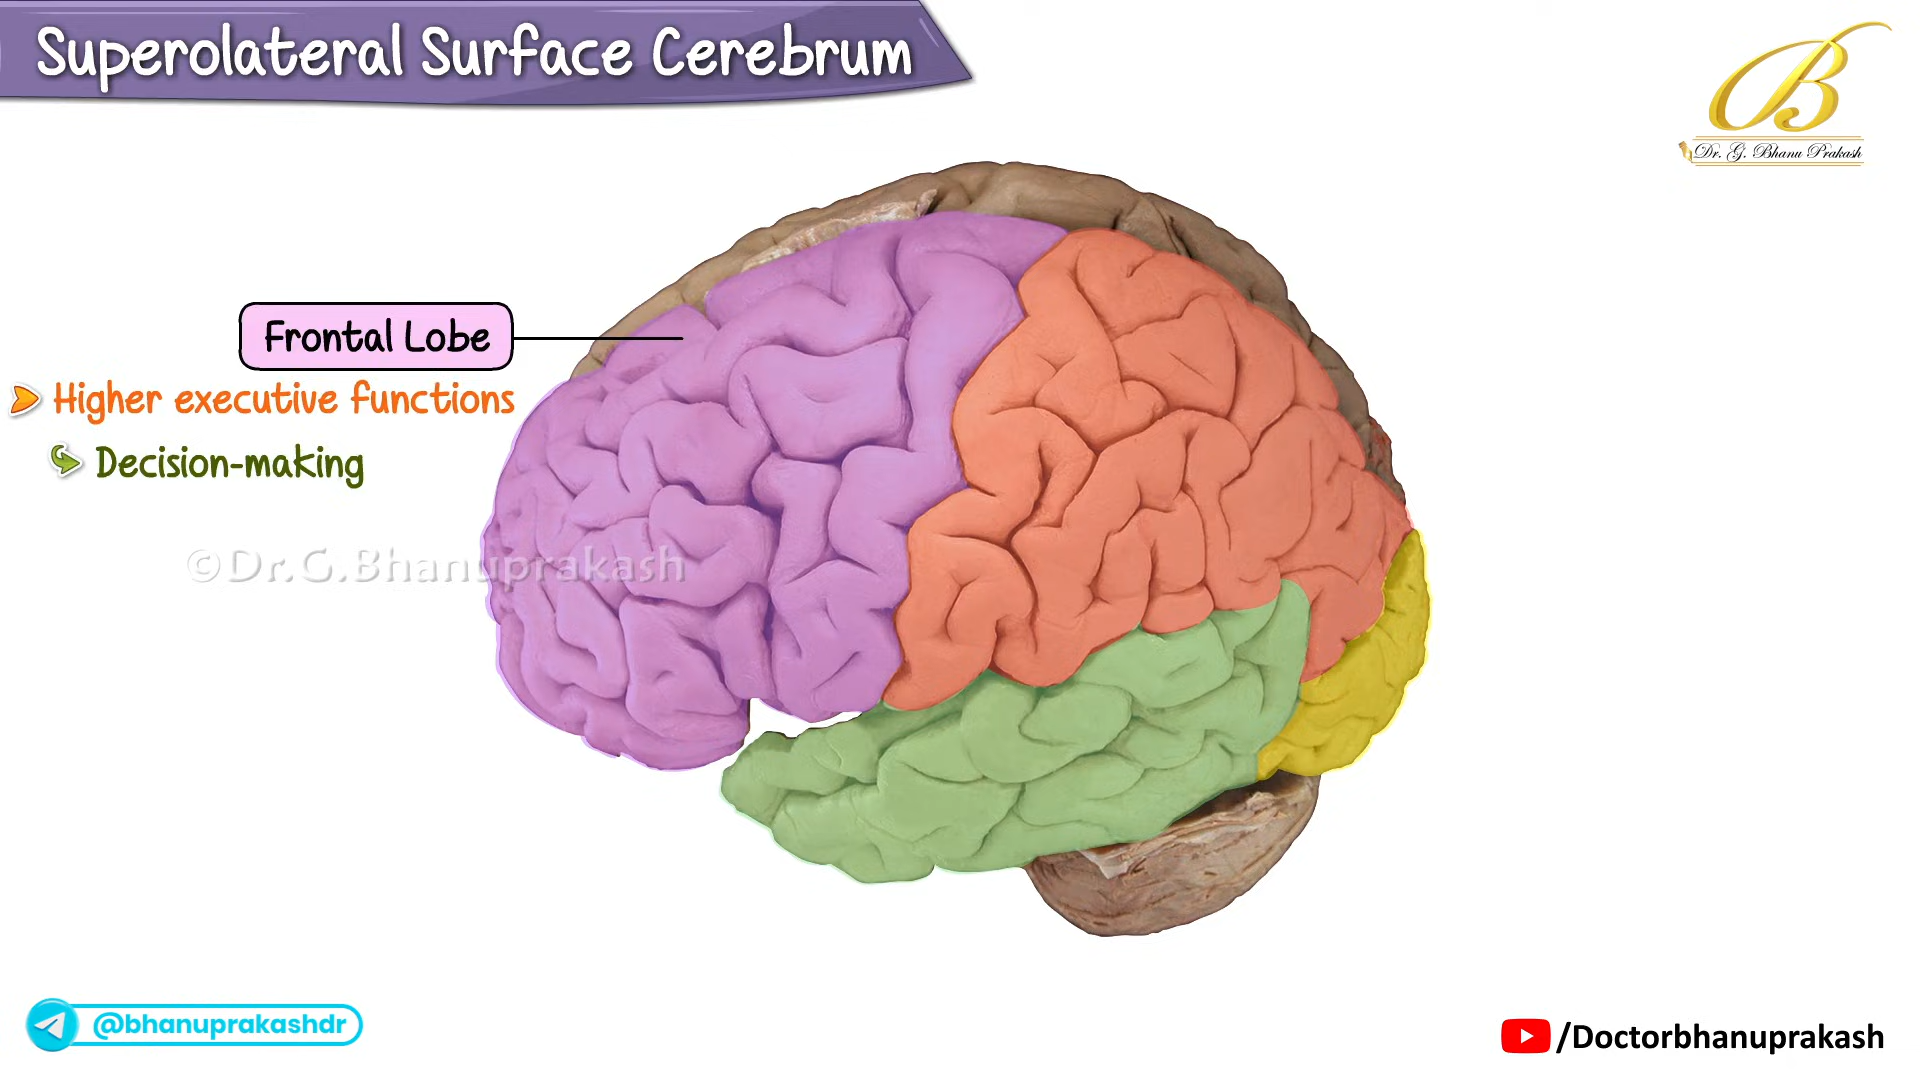 Superolateral Surface Cerebrum
B
Dr. G. Bhanu Prakash
Frontal Lobe
Higher executive functions
Decision-making
©Dr.G.Bhanuprakash
@bhanuprakashdr
/Doctorbhanuprakash